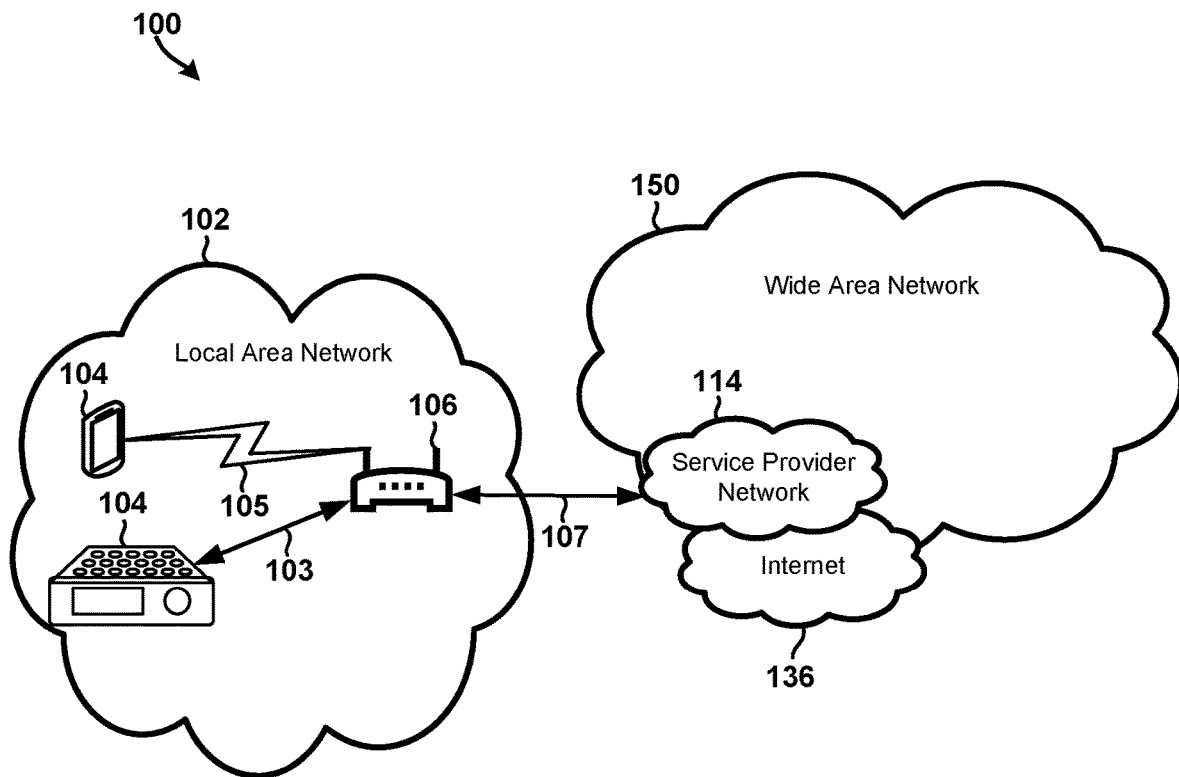 100
150
102
Wide Area Network
Local Area Network
104
114
106
Service Provider
Network
105
104
107
103
Internet
136